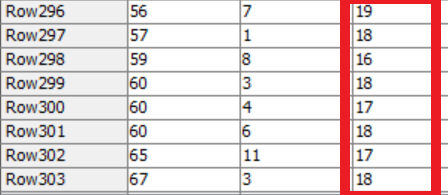 Row296 56 7 19
Row297 57 1 18
Row298 59 8 16
Row299 60 3 18
Row300 60 4 17
Row301 60 6 18
Row302 65 11 17
Row303 67 3 18